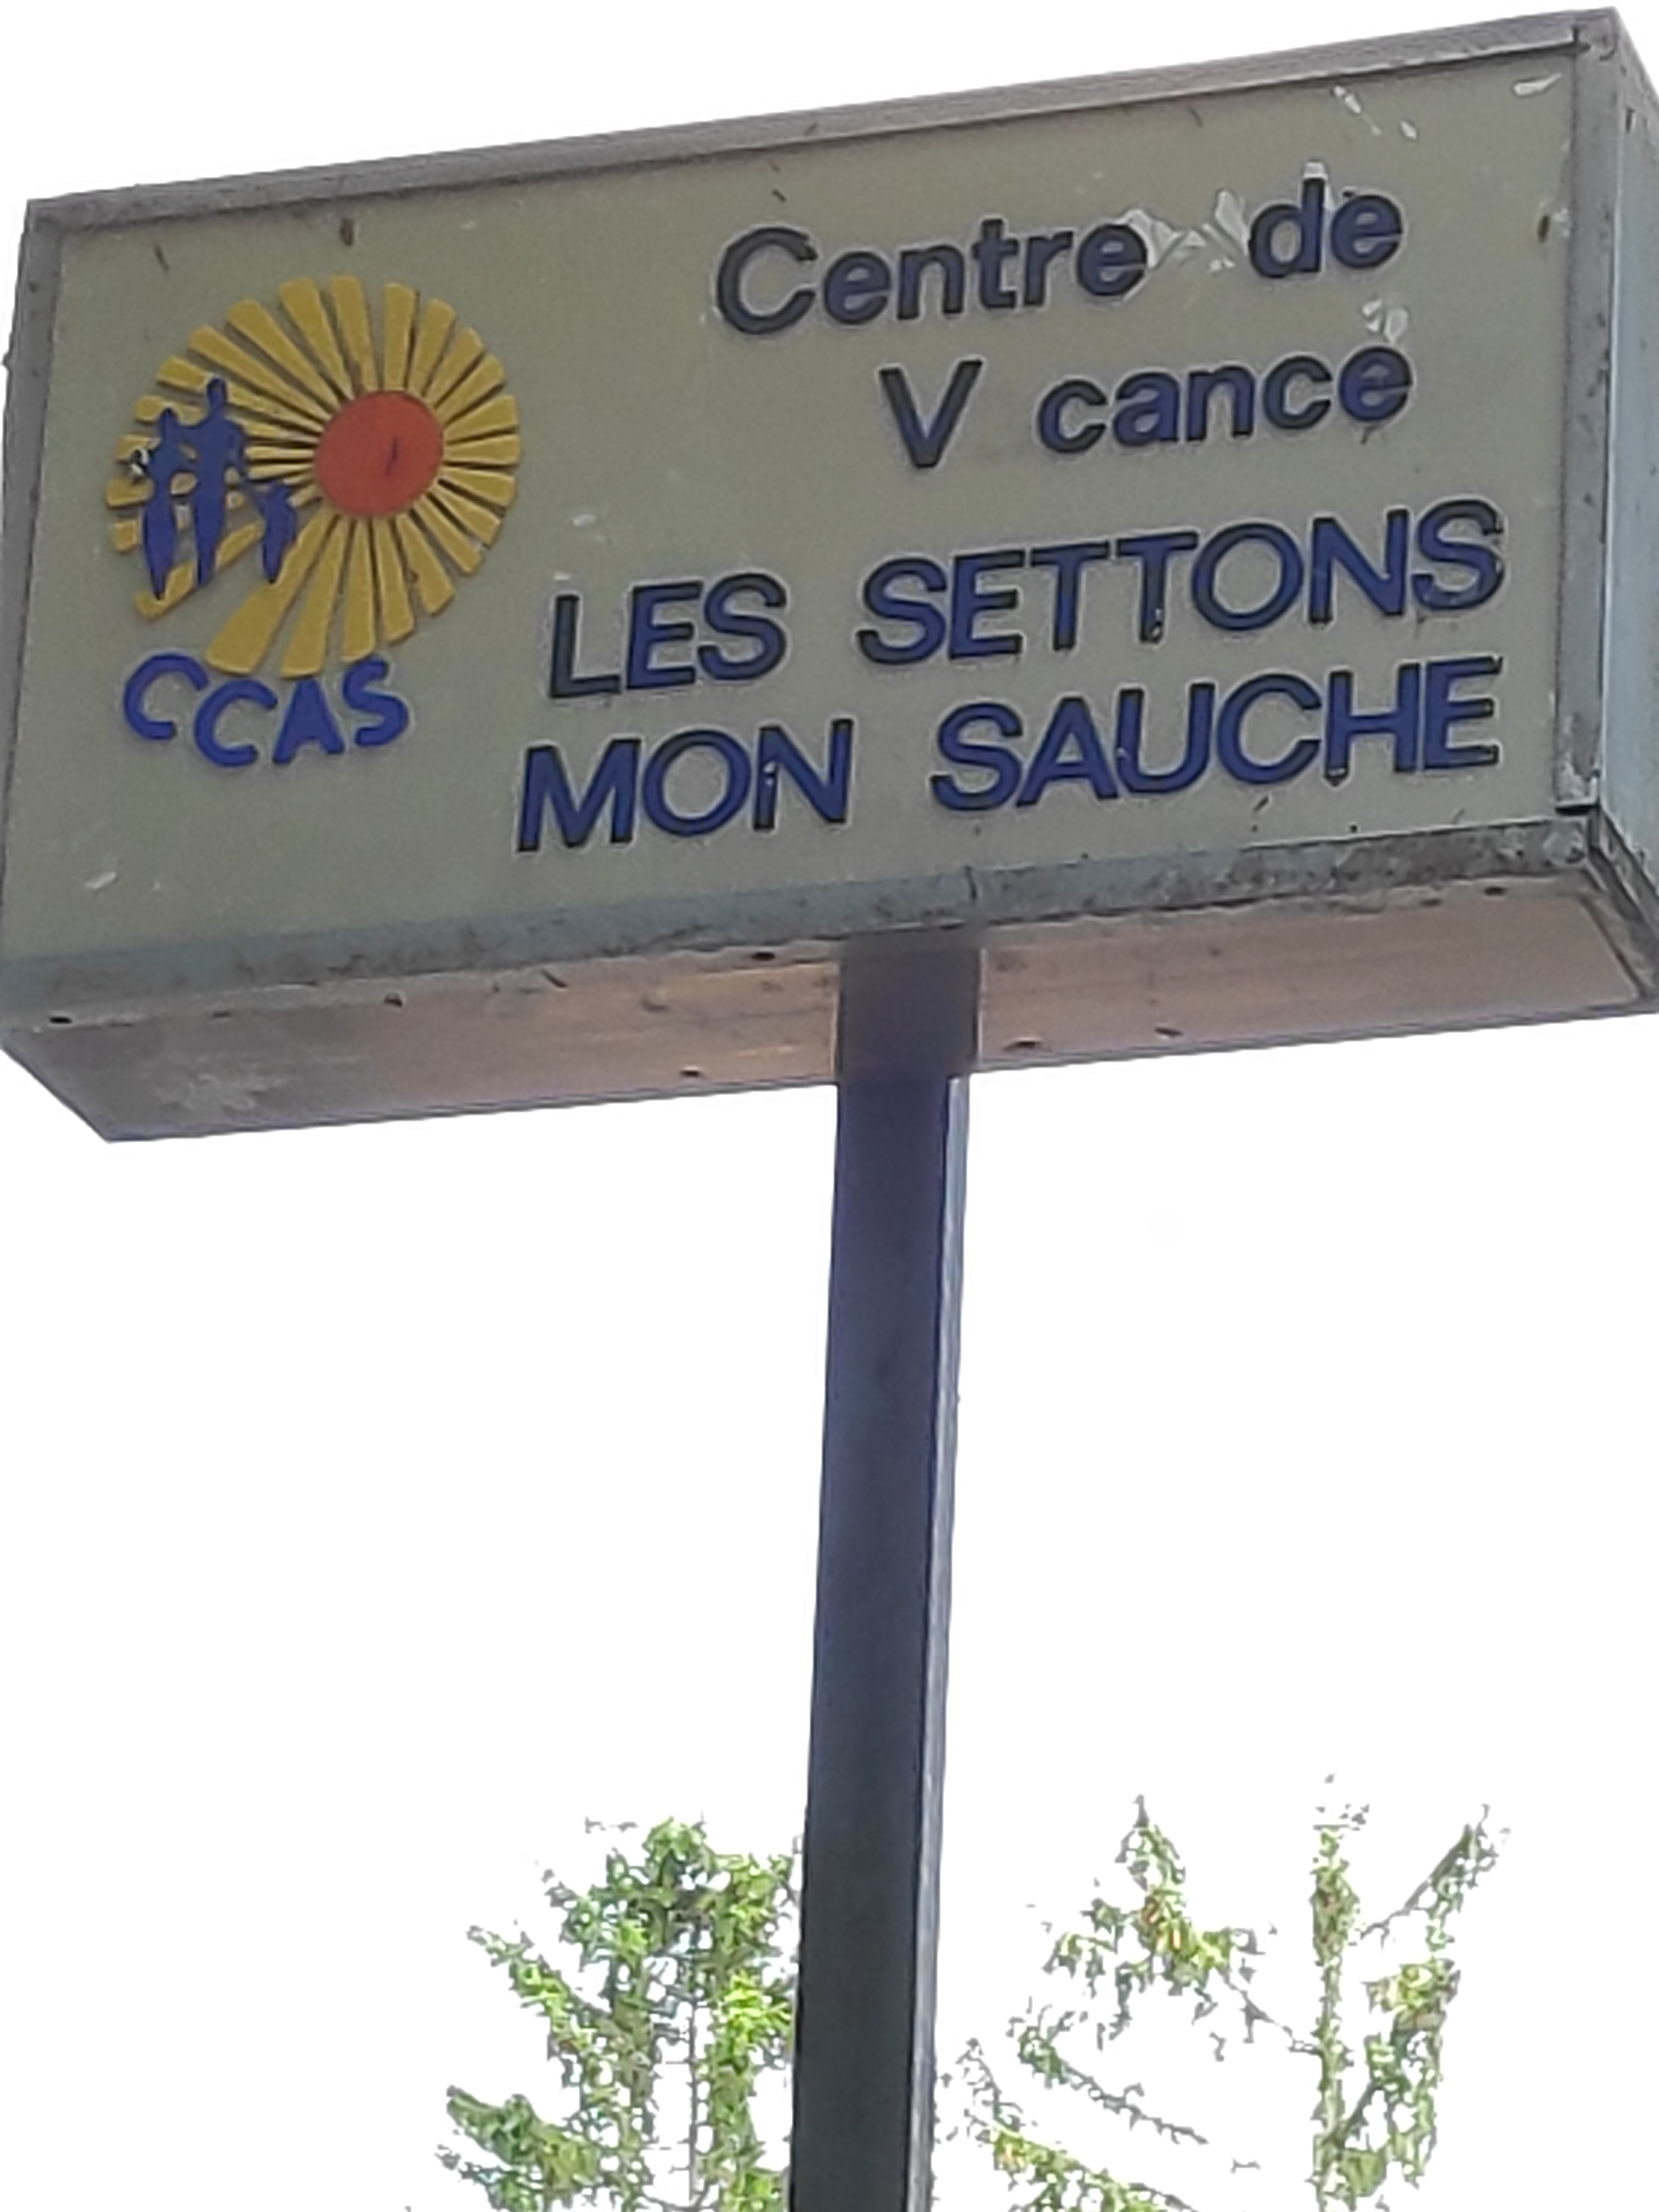 Centre de
V cance
LES SETTONS
MON SAUCHE
CCAS